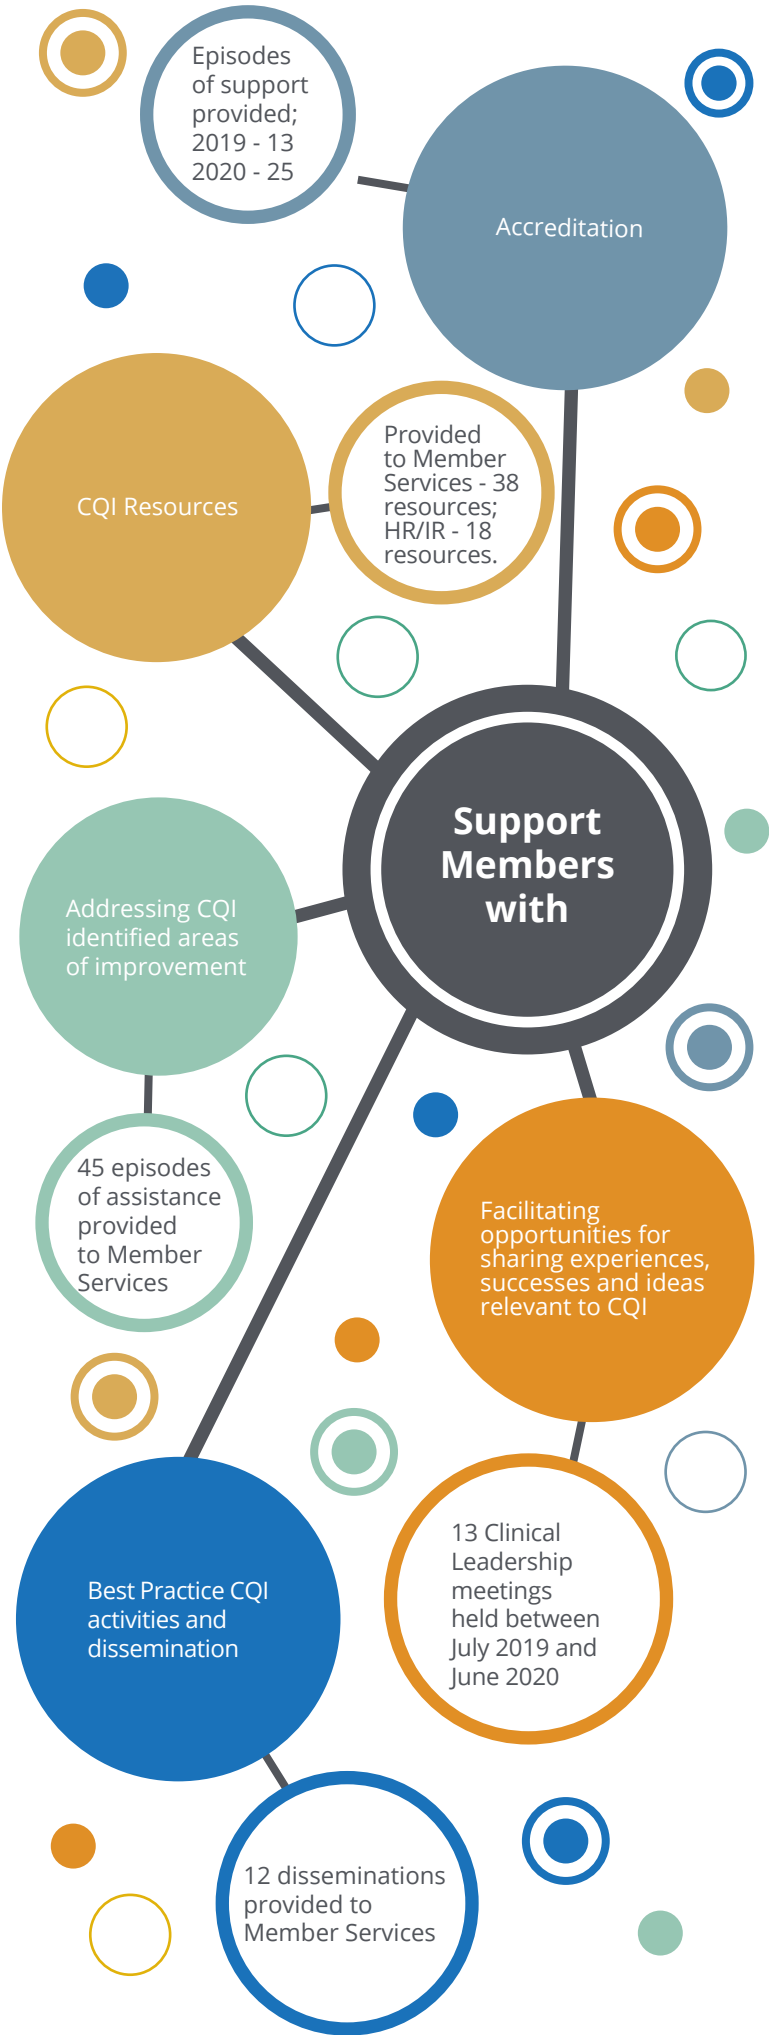 Episodes
of support
provided;
2019 - 13
2020 - 25
Accreditation
Provided
to Member
Services - 38
resources;
HR/IR - 18
resources.
CQI Resources
Support
Members
with
Addressing CQI
identified areas
of improvement
45 episodes
of assistance
provided
to Member
Services
Facilitating
opportunities for
sharing experiences,
successes and ideas
relevant to CQI
13 Clinical
Leadership
meetings
held between
July 2019 and
June 2020
Best Practice CQI
activities and
dissemination
12 disseminations
provided to
Member Services